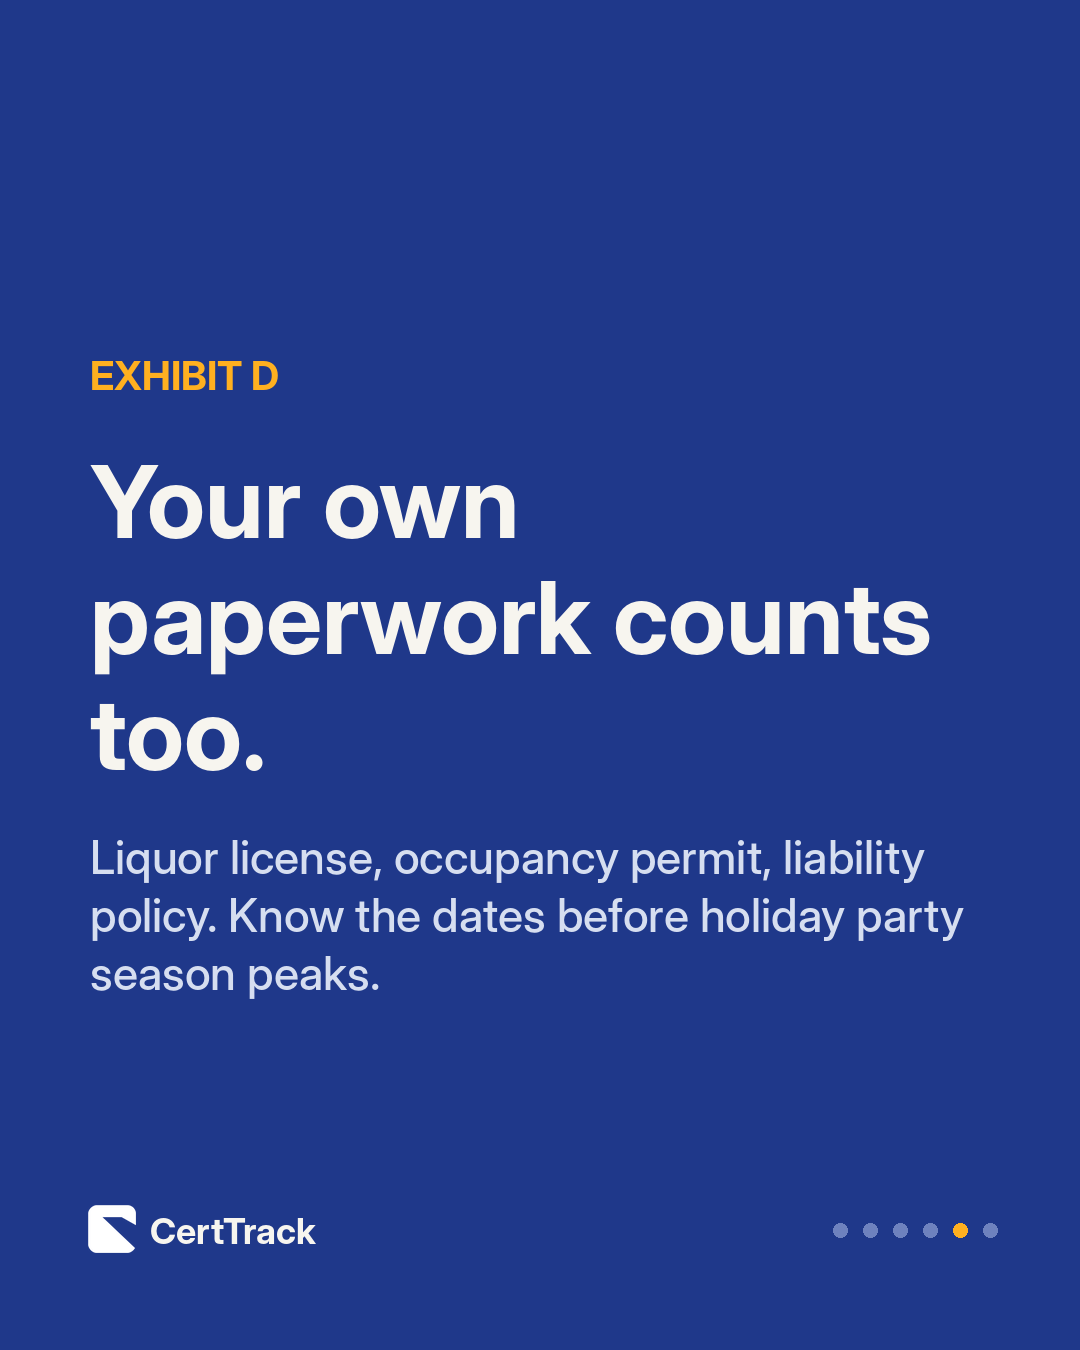 EXHIBIT D
Your own
paperwork counts
too.
Liquor license, occupancy permit, liability
policy. Know the dates before holiday party
season peaks.
CertTrack